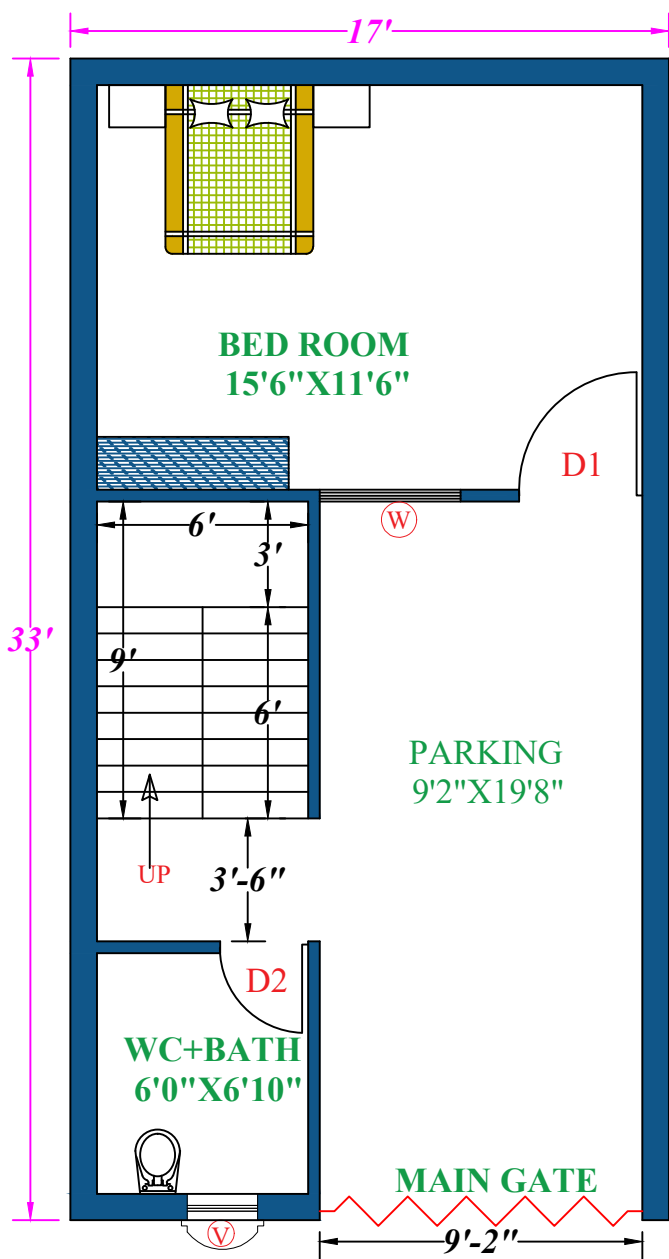 17'
BED ROOM
15'6"X11'6"
D1
W
6'
3'
33'
9'
6'
PARKING
9'2"X19'8"
UP
3'-6"
D2
WC+BATH
6'0"X6'10"
MAIN GATE
V
9'-2"